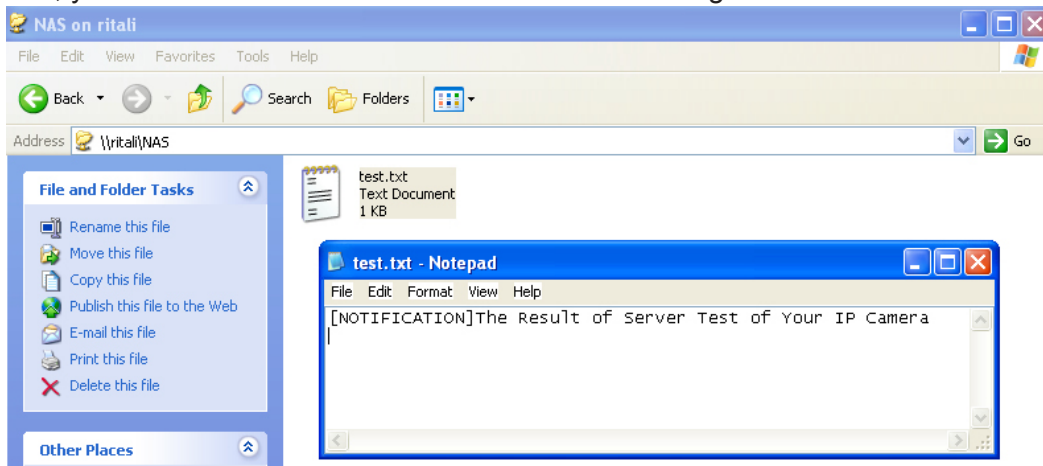 NAS on ritali
File Edit View Favorites Tools Help
Back Search Folders
Address \\ritali\NAS Go
File and Folder Tasks
Rename this file
Move this file
Copy this file
Publish this file to the Web
E-mail this file
Print this file
Delete this file
Other Places
test.txt
Text Document
1 KB
test.txt - Notepad
File Edit Format View Help
[NOTIFICATION]The Result of Server Test of Your IP Camera